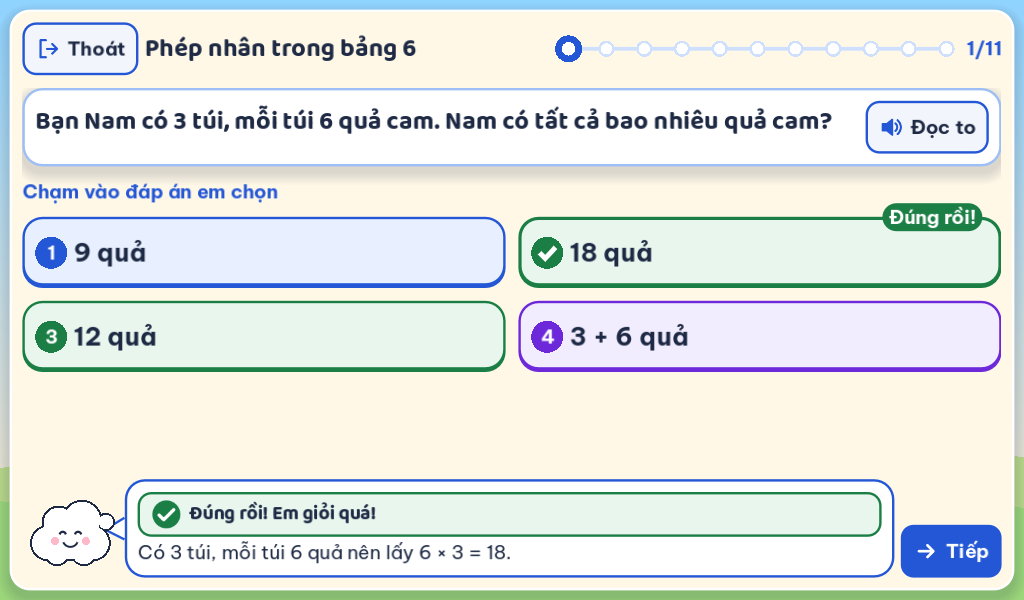 Thoát
Phép nhân trong bảng 6
1/11
Bạn Nam có 3 túi, mỗi túi 6 quả cam. Nam có tất cả bao nhiêu quả cam?
Đọc to
Chạm vào đáp án em chọn
1 9 quả
Đúng rồi!
18 quả
3 12 quả
4 3 + 6 quả
Đúng rồi! Em giỏi quá!
Có 3 túi, mỗi túi 6 quả nên lấy 6 × 3 = 18.
Tiếp